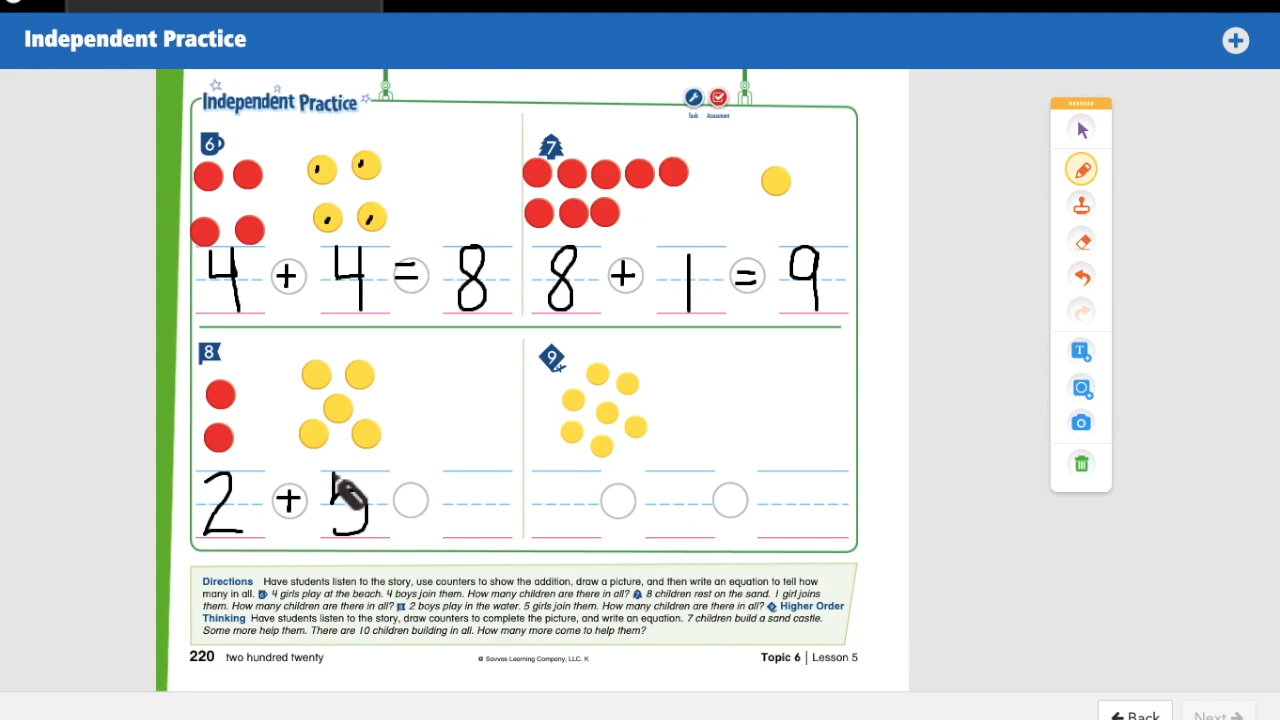 Independent Practice
Independent Practice
Tools Assessment
6 7
4 + 4 = 8 8 + 1 = 9
8 9
2 + 5
Directions Have students listen to the story, use counters to show the addition, draw a picture, and then write an equation to tell how
many in all. 6 4 girls play at the beach. 4 boys join them. How many children are there in all? 7 8 children rest on the sand. 1 girl joins
them. How many children are there in all? 8 2 boys play in the water. 5 girls join them. How many children are there in all? 9 Higher Order
Thinking Have students listen to the story, draw counters to complete the picture, and write an equation. 7 children build a sand castle.
Some more help them. There are 10 children building in all. How many more come to help them?
220 two hundred twenty © Savvas Learning Company, LLC. K Topic 6 | Lesson 5
Back Next